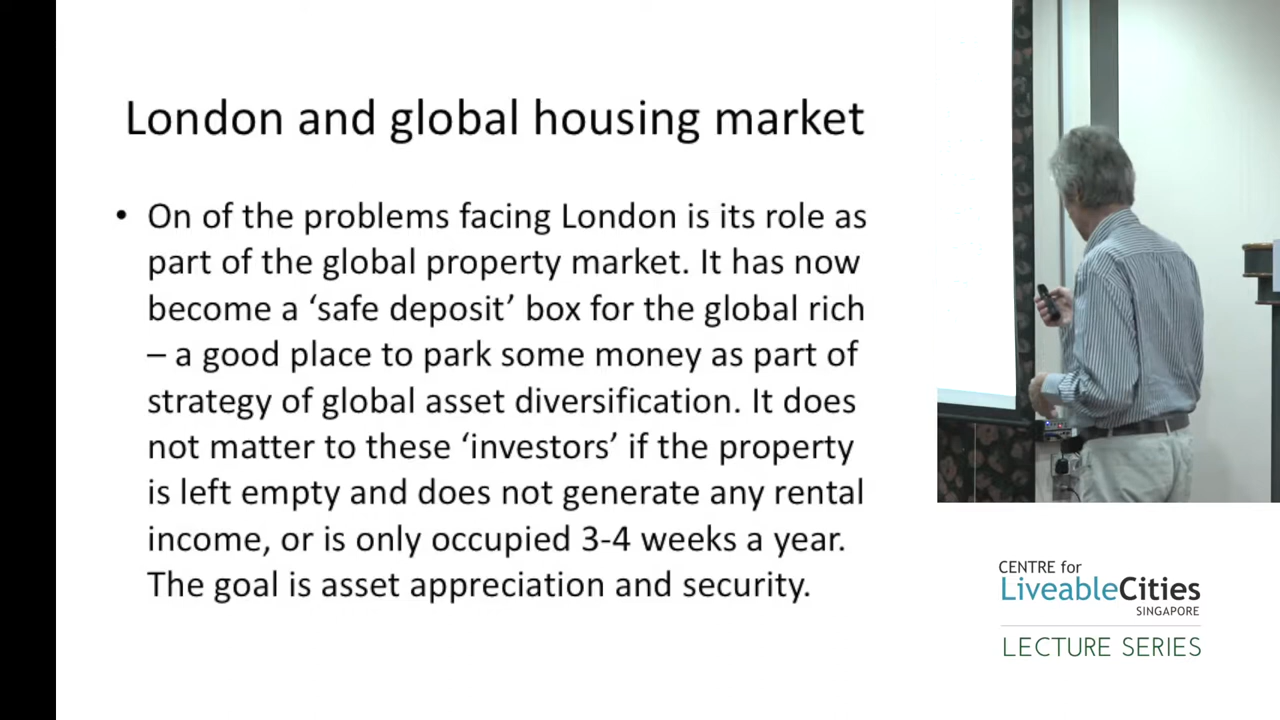 London and global housing market
• On of the problems facing London is its role as
part of the global property market. It has now
become a ‘safe deposit’ box for the global rich
– a good place to park some money as part of
strategy of global asset diversification. It does
not matter to these ‘investors’ if the property
is left empty and does not generate any rental
income, or is only occupied 3-4 weeks a year.
The goal is asset appreciation and security.
CENTRE for
LiveableCities
SINGAPORE
LECTURE SERIES